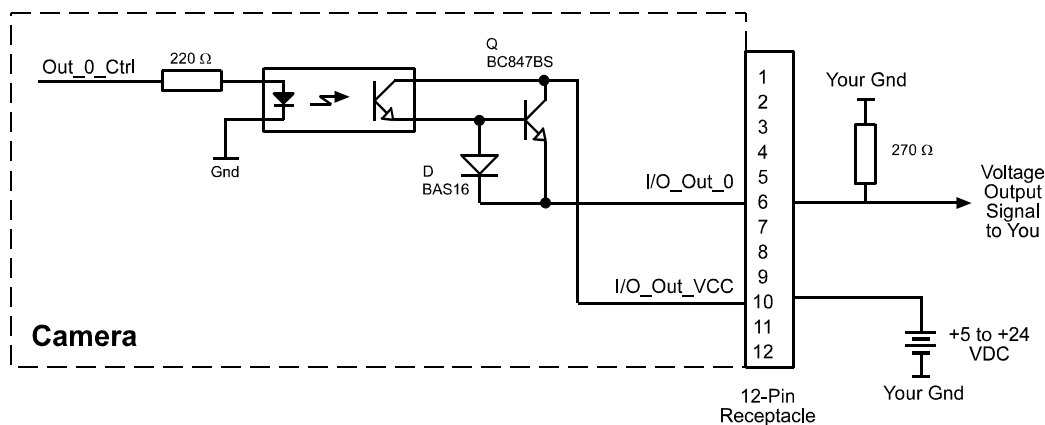 Out_0_Ctrl
220 Ω
Gnd
Q
BC847BS
D
BAS16
I/O_Out_0
I/O_Out_VCC
Camera
1
2
3
4
5
6
7
8
9
10
11
12
12-Pin
Receptacle
Your Gnd
270 Ω
Voltage
Output
Signal
to You
+5 to +24
VDC
Your Gnd